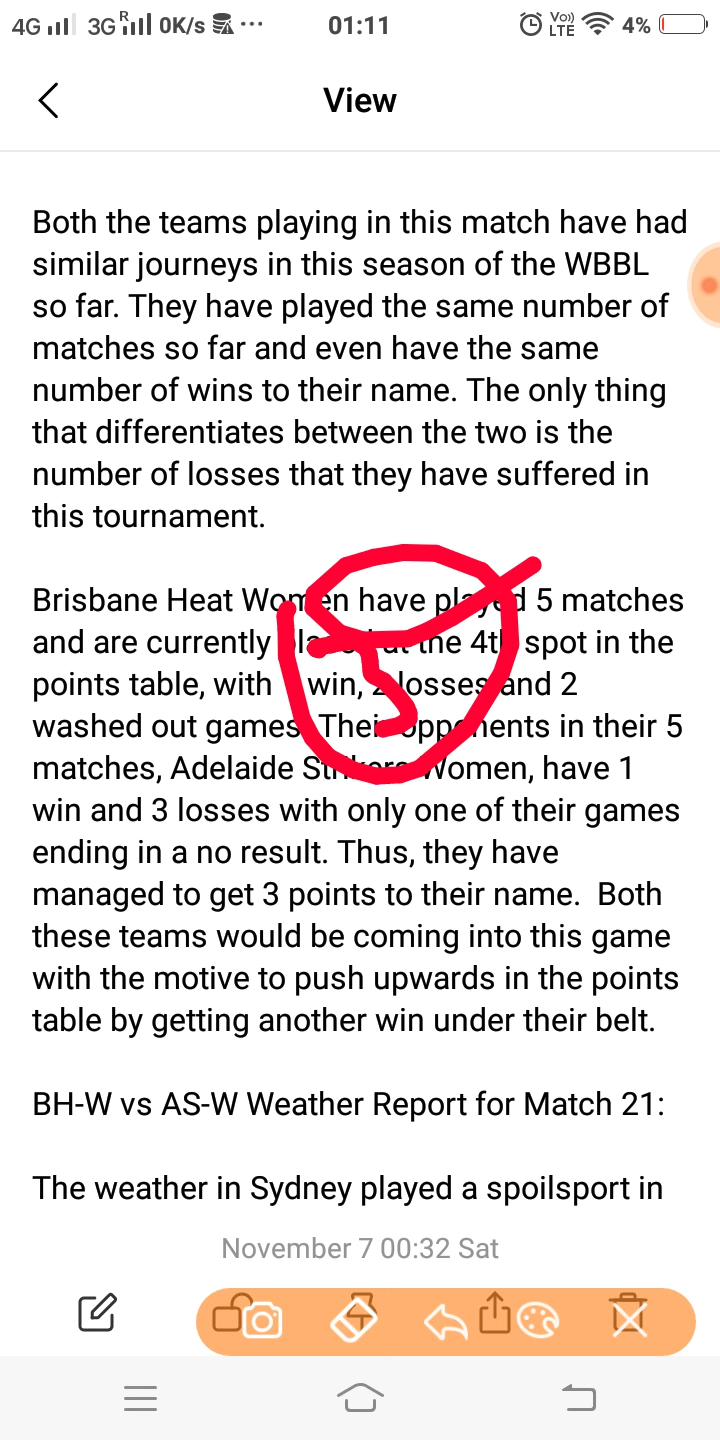 4G 3G R 0K/s ... 01:11 Vo)) LTE 4%
View
Both the teams playing in this match have had
similar journeys in this season of the WBBL
so far. They have played the same number of
matches so far and even have the same
number of wins to their name. The only thing
that differentiates between the two is the
number of losses that they have suffered in
this tournament.
Brisbane Heat Women have played 5 matches
and are currently at the 4th spot in the
points table, with win, losses and 2
washed out games. Their opponents in their 5
matches, Adelaide Strikers Women, have 1
win and 3 losses with only one of their games
ending in a no result. Thus, they have
managed to get 3 points to their name. Both
these teams would be coming into this game
with the motive to push upwards in the points
table by getting another win under their belt.
BH-W vs AS-W Weather Report for Match 21:
The weather in Sydney played a spoilsport in
November 7 00:32 Sat